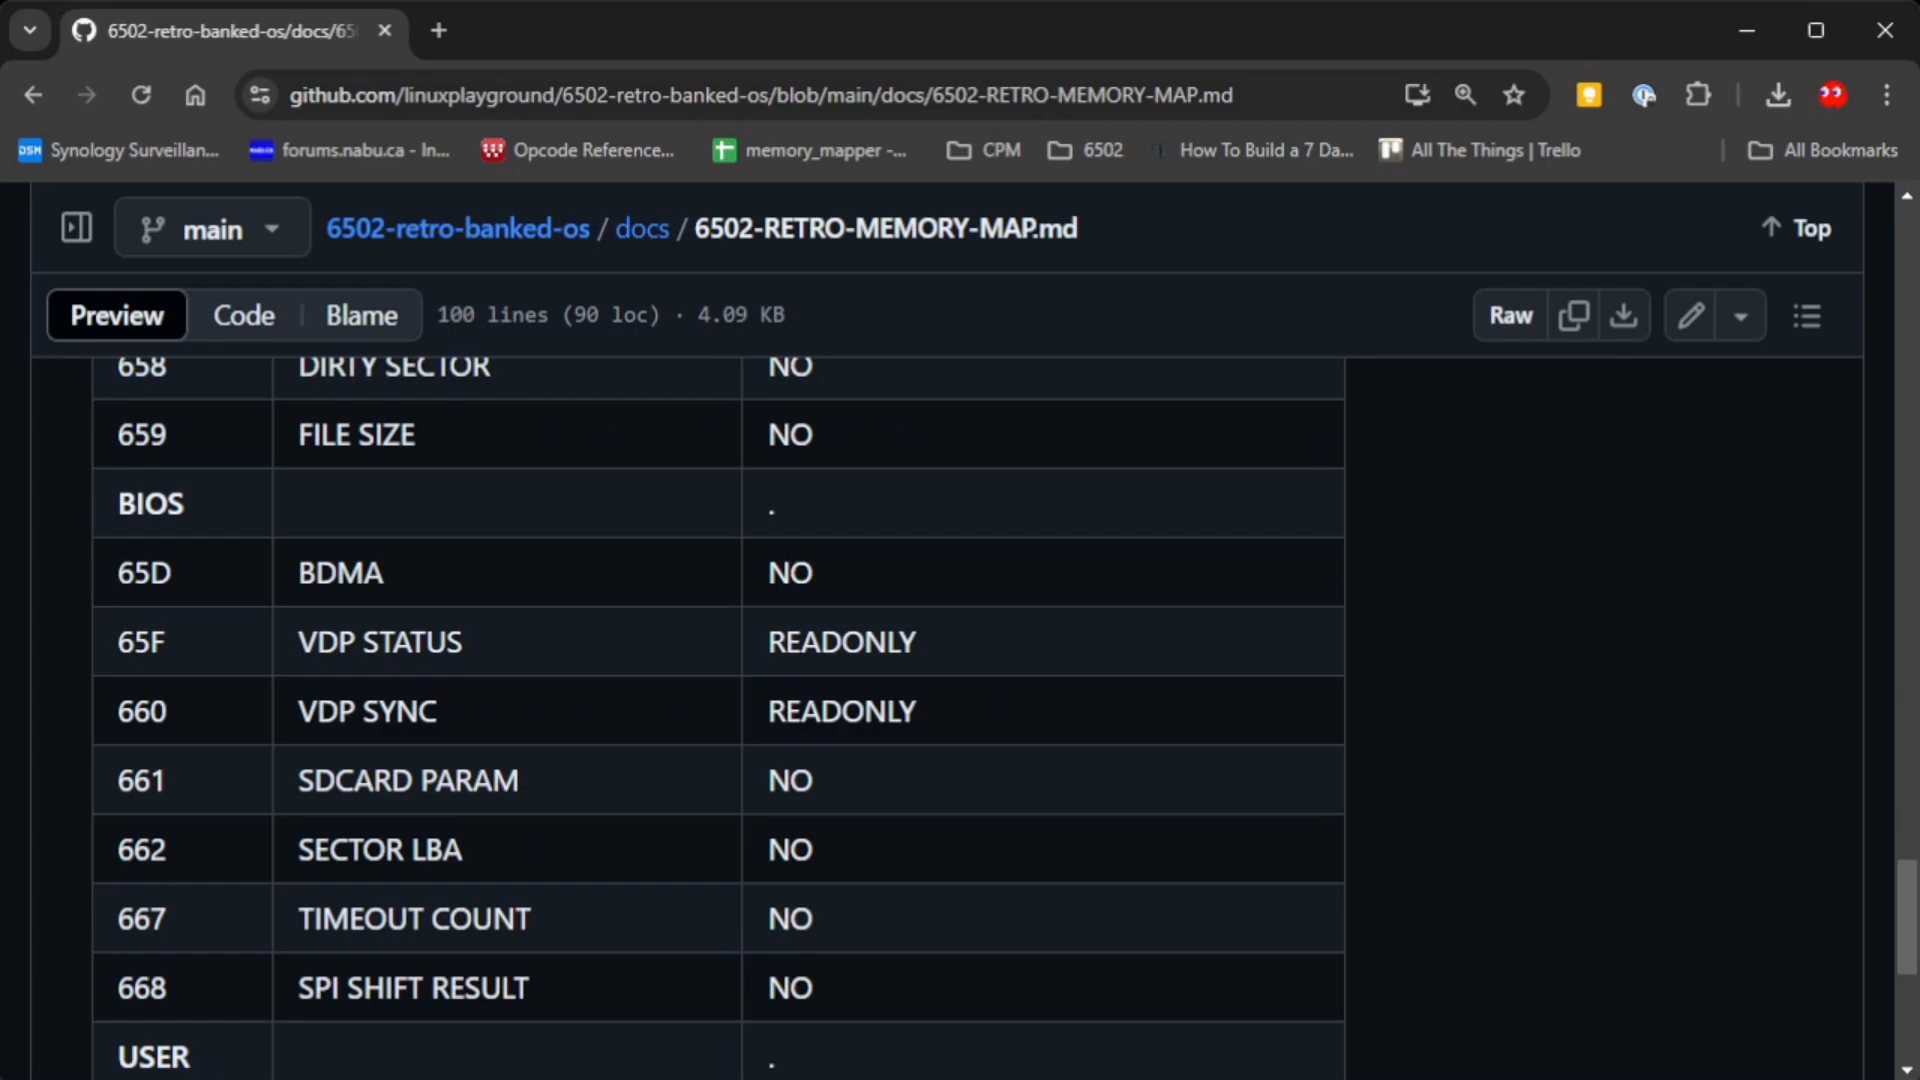 6502-retro-banked-os/docs/65
github.com/linuxplayground/6502-retro-banked-os/blob/main/docs/6502-RETRO-MEMORY-MAP.md
DSM Synology Surveillan... forums.nabu.ca - In... Opcode Reference... memory_mapper -... CPM 6502 How To Build a 7 Da... All The Things | Trello All Bookmarks
main 6502-retro-banked-os / docs / 6502-RETRO-MEMORY-MAP.md Top
Preview Code Blame 100 lines (90 loc) · 4.09 KB Raw
658 DIRTY SECTOR NO
659 FILE SIZE NO
BIOS .
65D BDMA NO
65F VDP STATUS READONLY
660 VDP SYNC READONLY
661 SDCARD PARAM NO
662 SECTOR LBA NO
667 TIMEOUT COUNT NO
668 SPI SHIFT RESULT NO
USER .